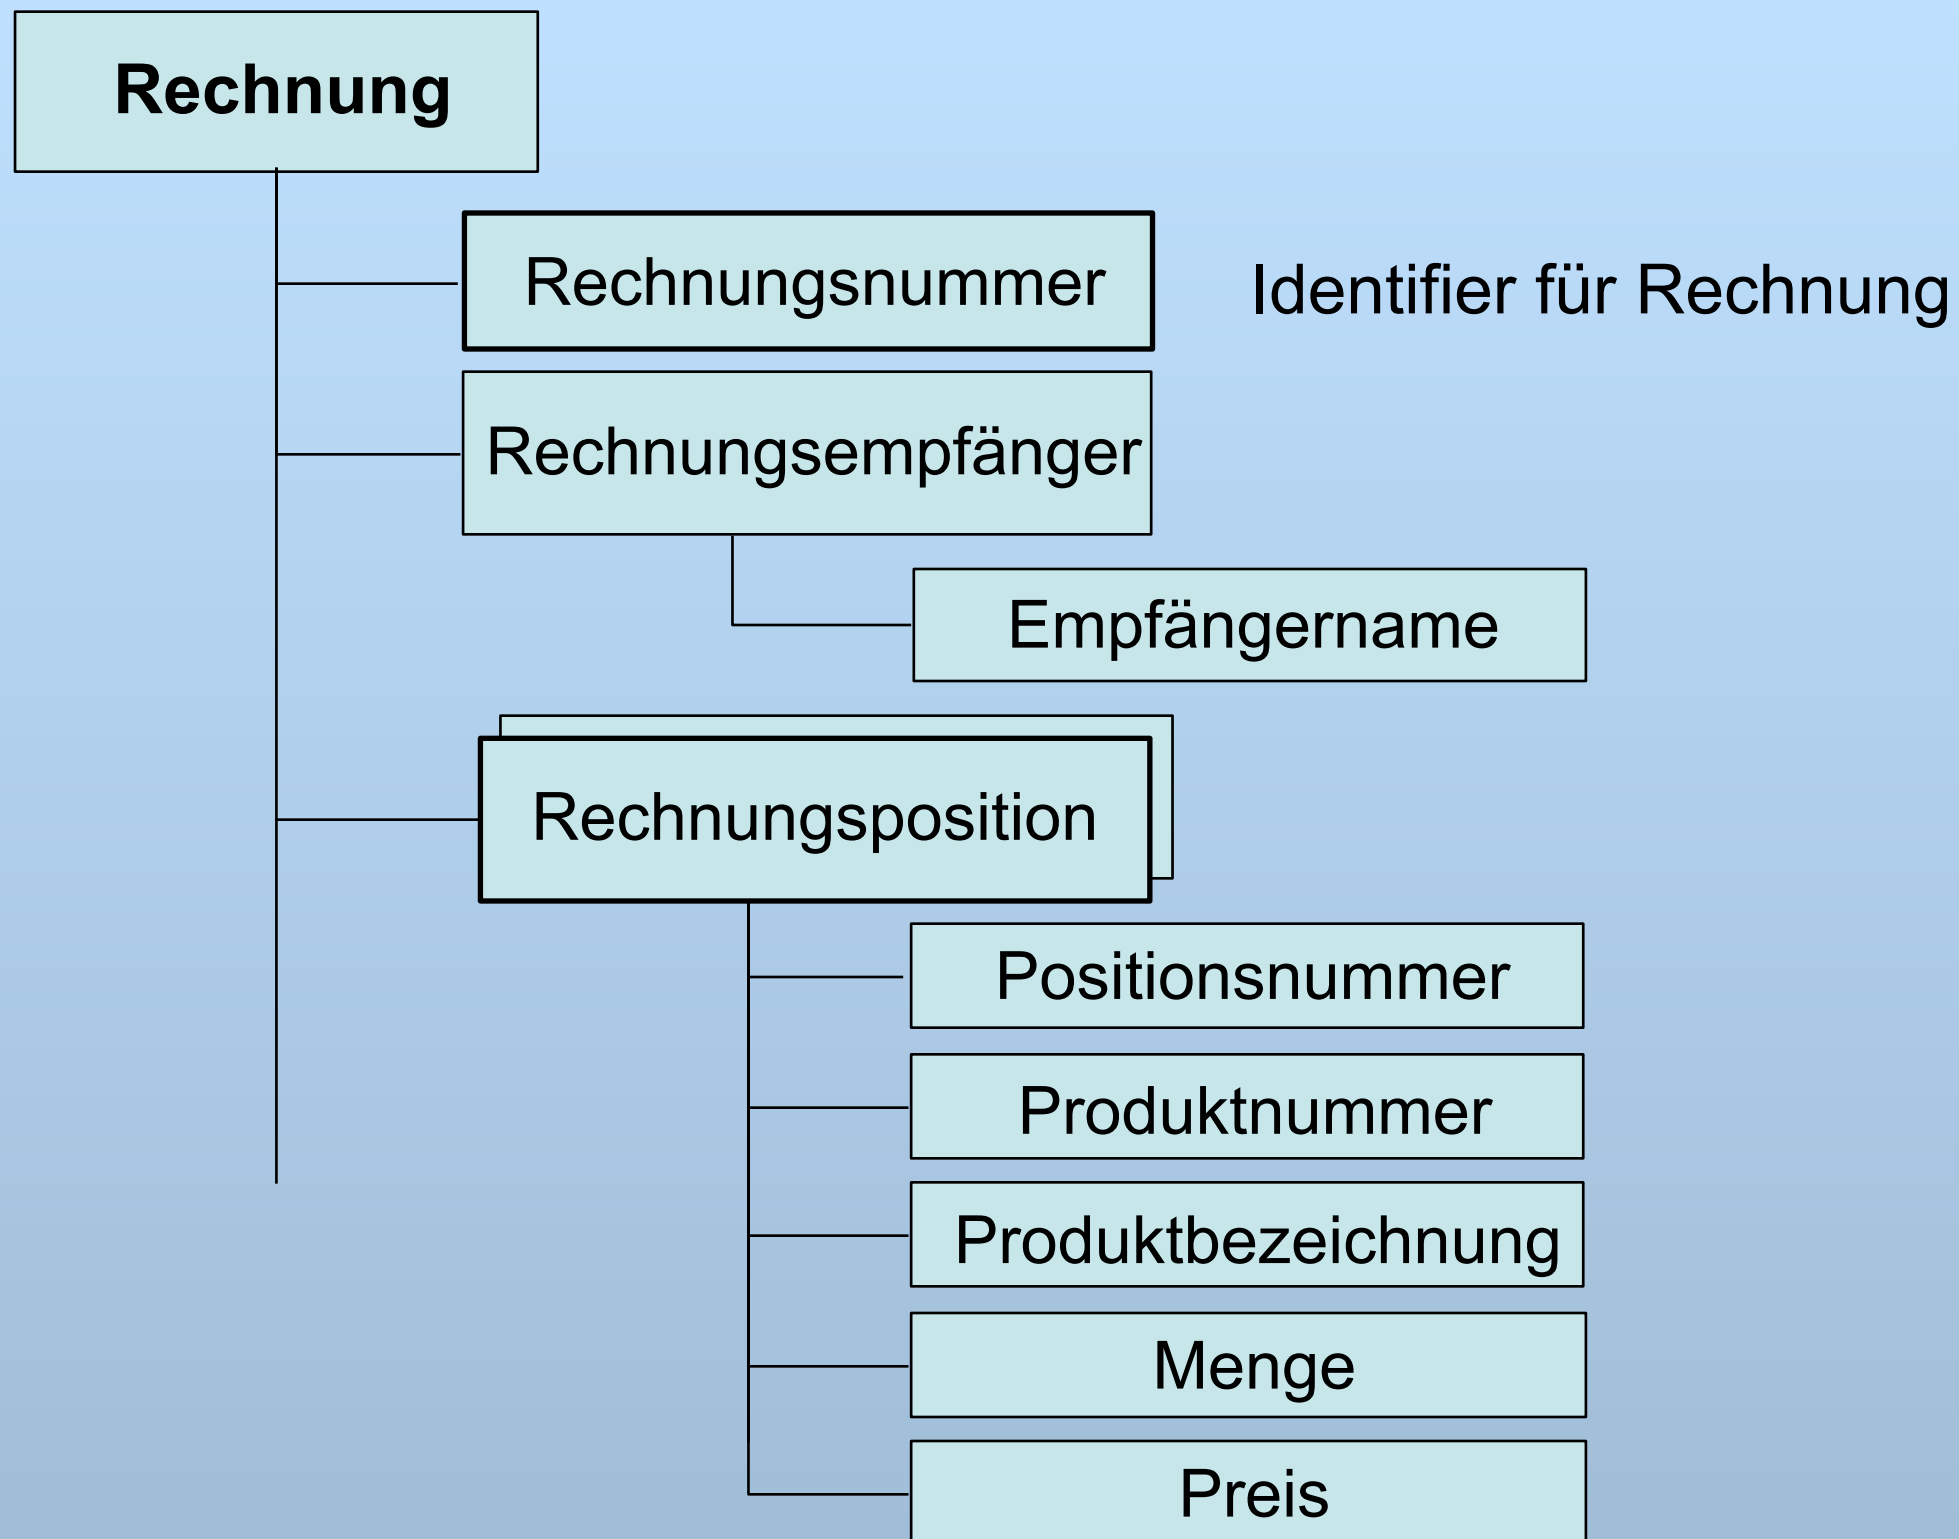 Rechnung
Rechnungsnummer
Identifier für Rechnung
Rechnungsempfänger
Empfängername
Rechnungsposition
Positionsnummer
Produktnummer
Produktbezeichnung
Menge
Preis